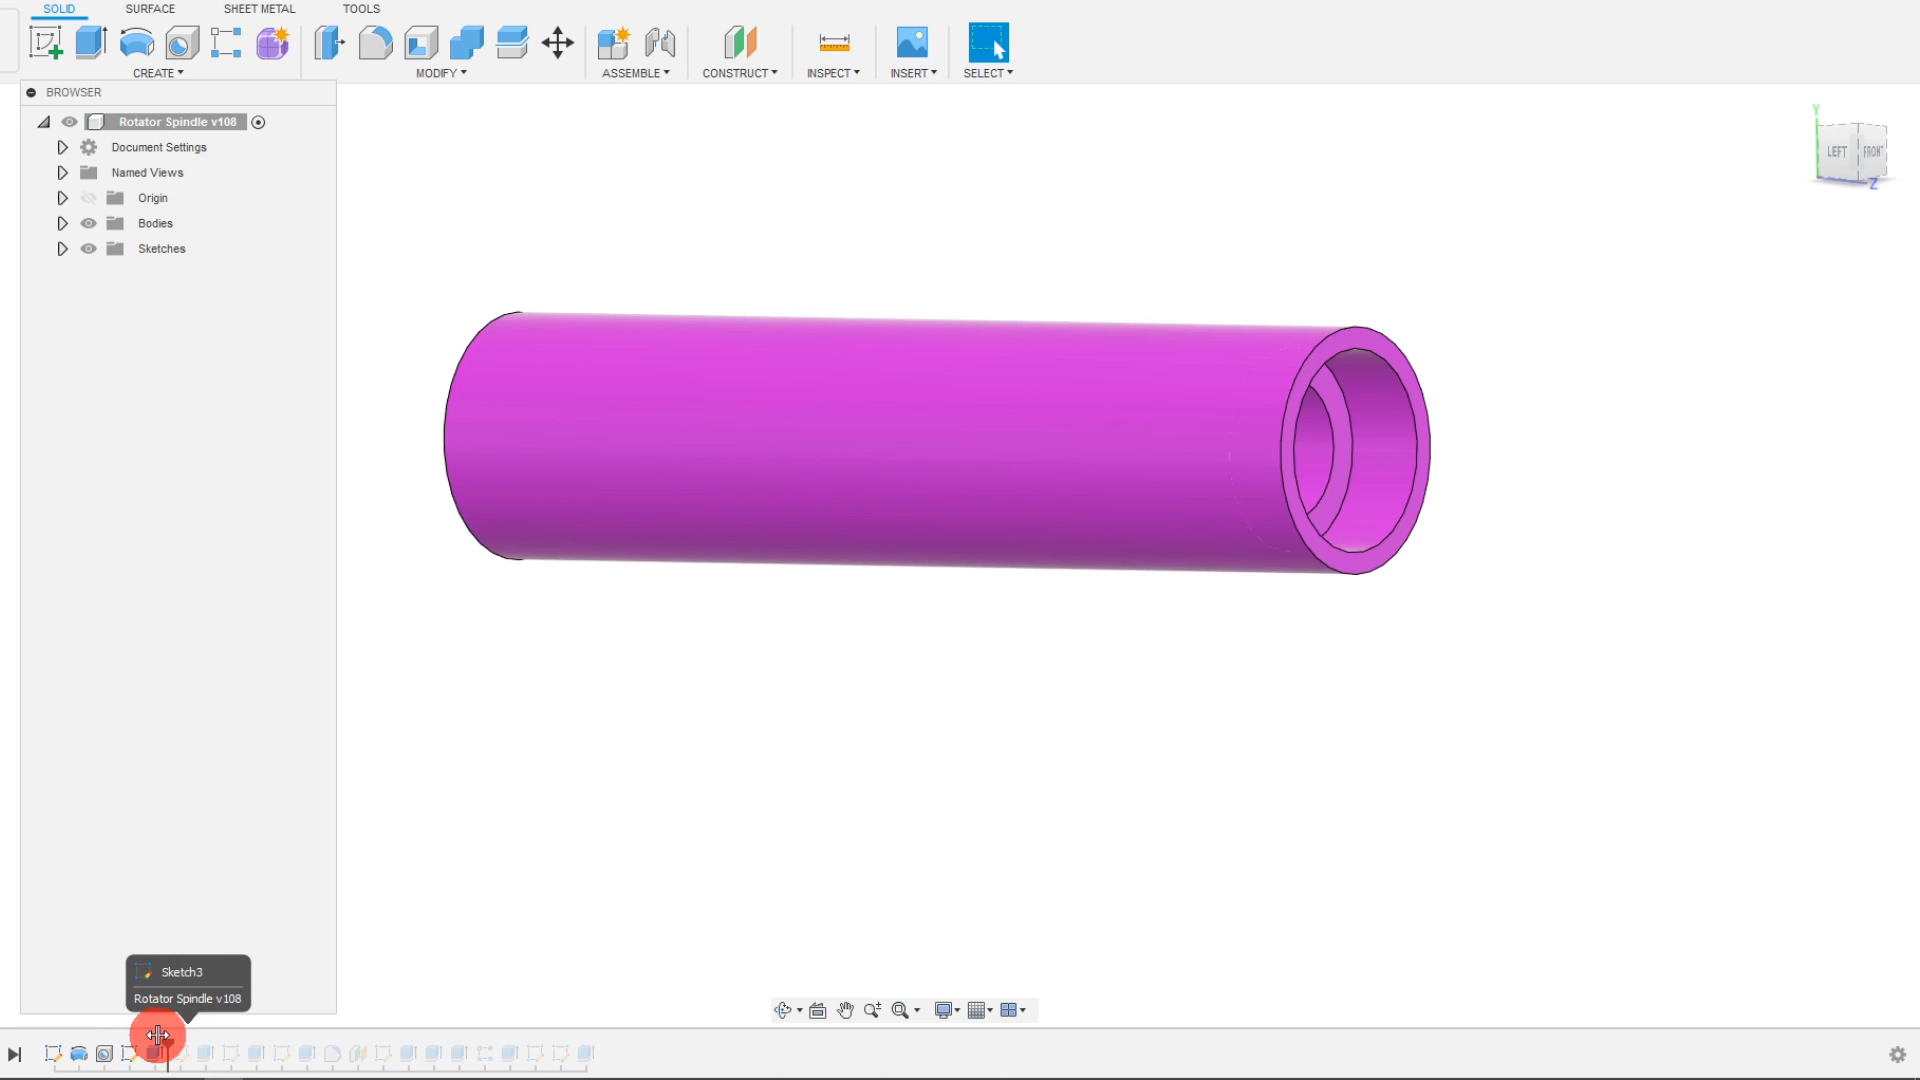 SOLID SURFACE SHEET METAL TOOLS
CREATE MODIFY ASSEMBLE CONSTRUCT INSPECT INSERT SELECT
BROWSER
Rotator Spindle v108
Document Settings
Named Views
Origin
Bodies
Sketches
Y
LEFT FRONT
Z
Sketch3
Rotator Spindle v108